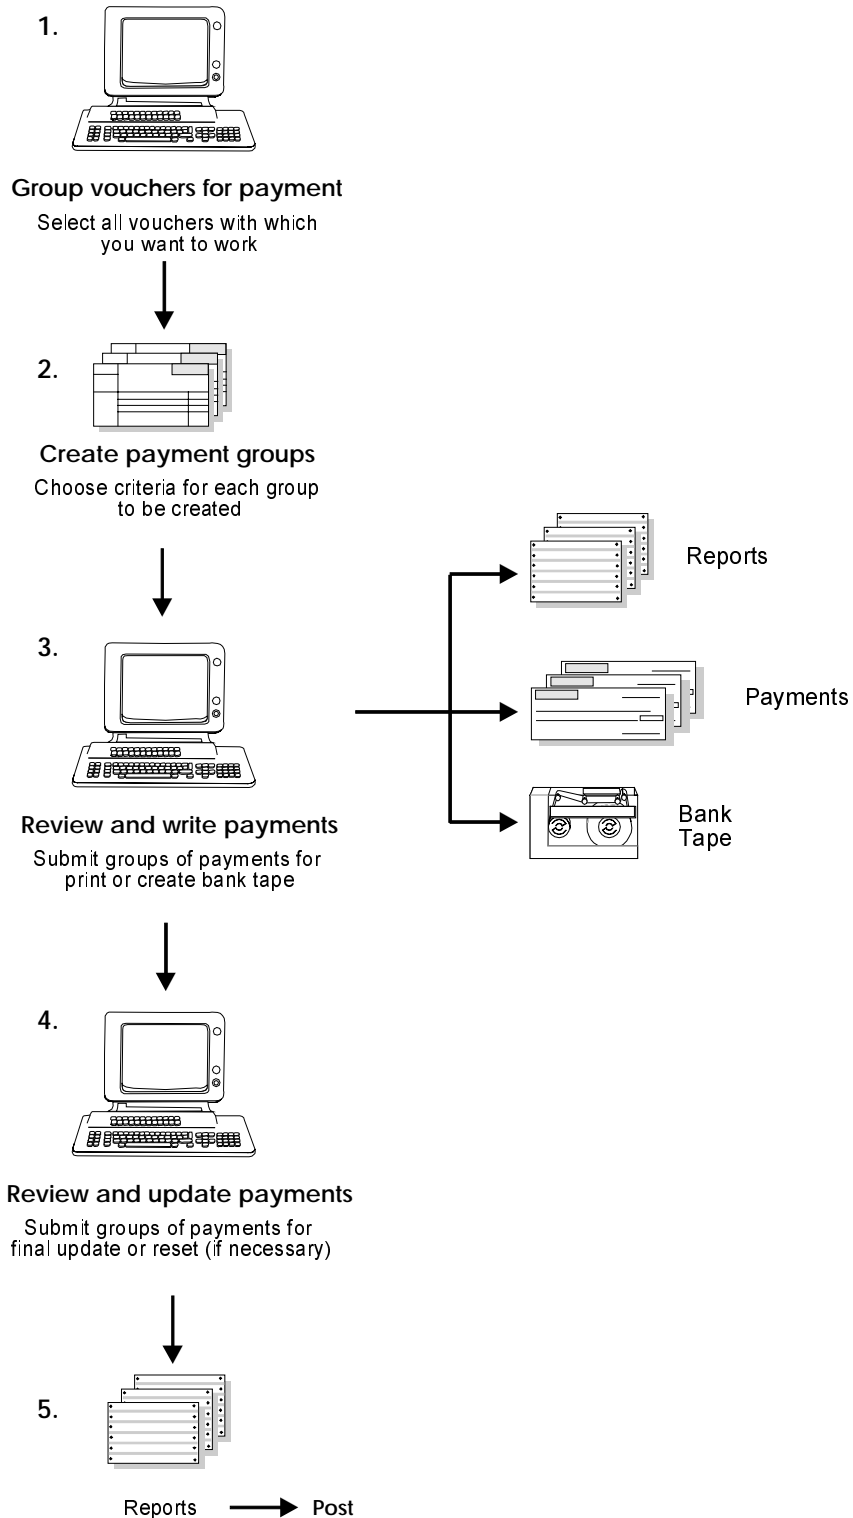 1.
Group vouchers for payment
Select all vouchers with which
you want to work
2.
Create payment groups
Choose criteria for each group
to be created
3.
Review and write payments
Submit groups of payments for
print or create bank tape
Reports
Payments
Bank
Tape
4.
Review and update payments
Submit groups of payments for
final update or reset (if necessary)
5.
Reports
Post